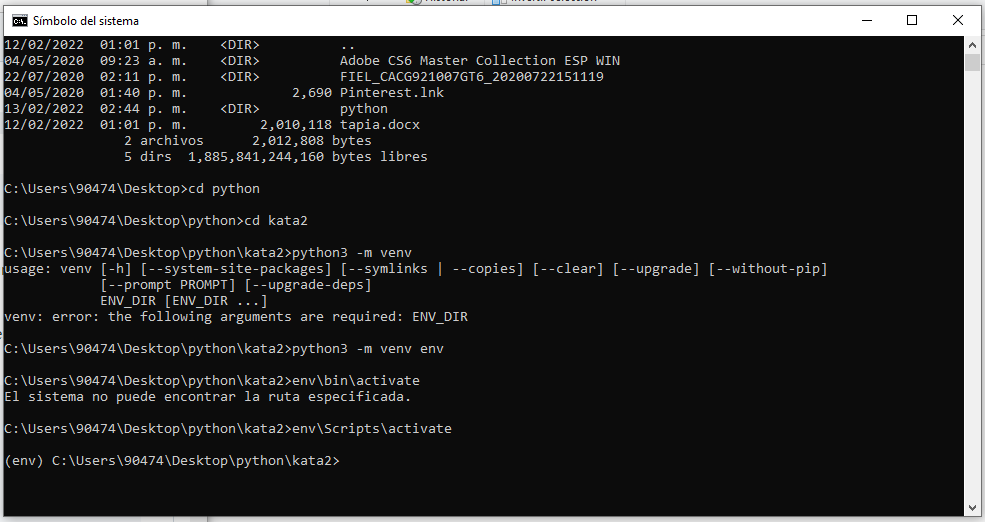 Símbolo del sistema
12/02/2022 01:01 p. m. <DIR> ..
04/05/2020 09:23 a. m. <DIR> Adobe CS6 Master Collection ESP WIN
22/07/2020 02:11 p. m. <DIR> FIEL_CACG921007GT6_20200722151119
04/05/2020 01:40 p. m. 2,690 Pinterest.lnk
13/02/2022 02:44 p. m. <DIR> python
12/02/2022 01:01 p. m. 2,010,118 tapia.docx
2 archivos 2,012,808 bytes
5 dirs 1,885,841,244,160 bytes libres
C:\Users\90474\Desktop>cd python
C:\Users\90474\Desktop\python>cd kata2
C:\Users\90474\Desktop\python\kata2>python3 -m venv
usage: venv [-h] [--system-site-packages] [--symlinks | --copies] [--clear] [--upgrade] [--without-pip]
[--prompt PROMPT] [--upgrade-deps]
ENV_DIR [ENV_DIR ...]
venv: error: the following arguments are required: ENV_DIR
C:\Users\90474\Desktop\python\kata2>python3 -m venv env
C:\Users\90474\Desktop\python\kata2>env\bin\activate
El sistema no puede encontrar la ruta especificada.
C:\Users\90474\Desktop\python\kata2>env\Scripts\activate
(env) C:\Users\90474\Desktop\python\kata2>